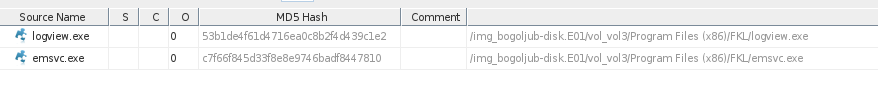 Source Name S C O MD5 Hash Comment
logview.exe 0 53b1de4f61d4716ea0c8b2f4d439c1e2 /img_bogoljub-disk.E01/vol_vol3/Program Files (x86)/FKL/logview.exe
emsvc.exe 0 c7f66f845d33f8e8e9746badf8447810 /img_bogoljub-disk.E01/vol_vol3/Program Files (x86)/FKL/emsvc.exe